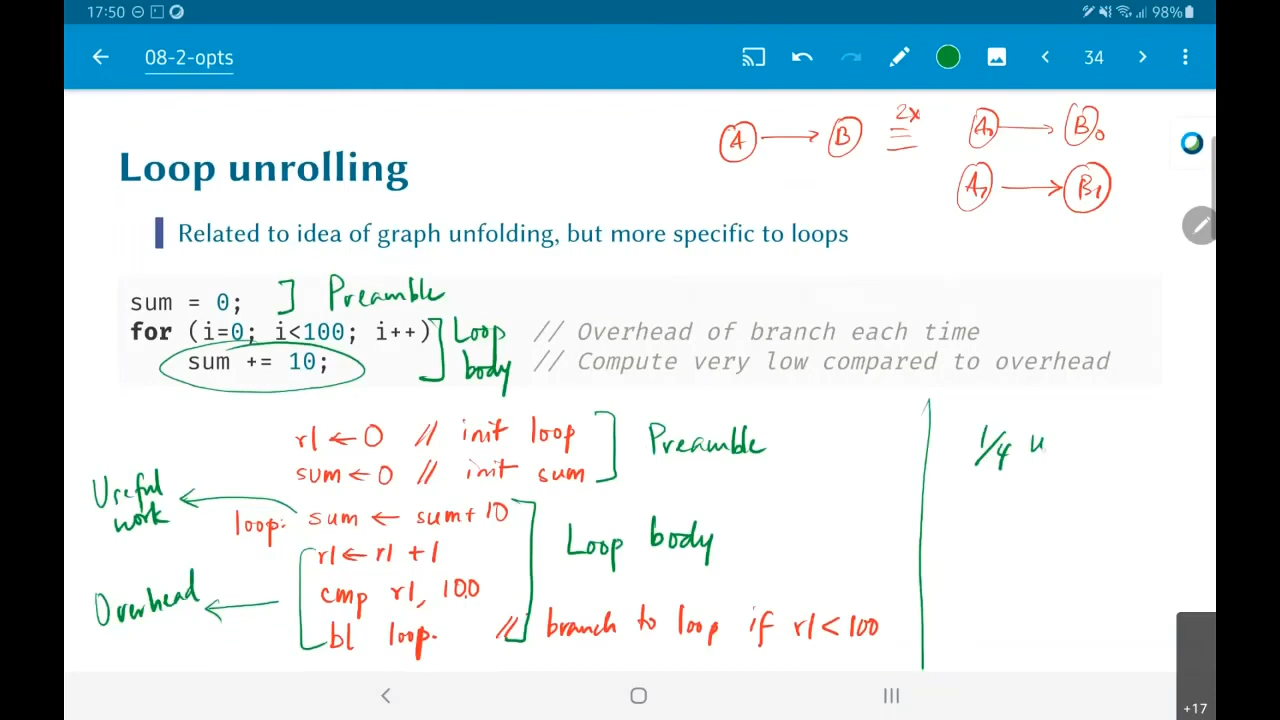 17:50
98%
08-2-opts
34
A → B ≡ 2x A0 → B0
A1 → B1
Loop unrolling
Related to idea of graph unfolding, but more specific to loops
sum = 0; ] Preamble
for (i=0; i<100; i++) Loop // Overhead of branch each time
sum += 10; body // Compute very low compared to overhead
r1 ← 0 // init loop
sum ← 0 // init sum
Preamble
1/4 u
Useful
work
loop: sum ← sum + 10
r1 ← r1 + 1
cmp r1, 100
bl loop. // branch to loop if r1 < 100
Loop body
Overhead
+17